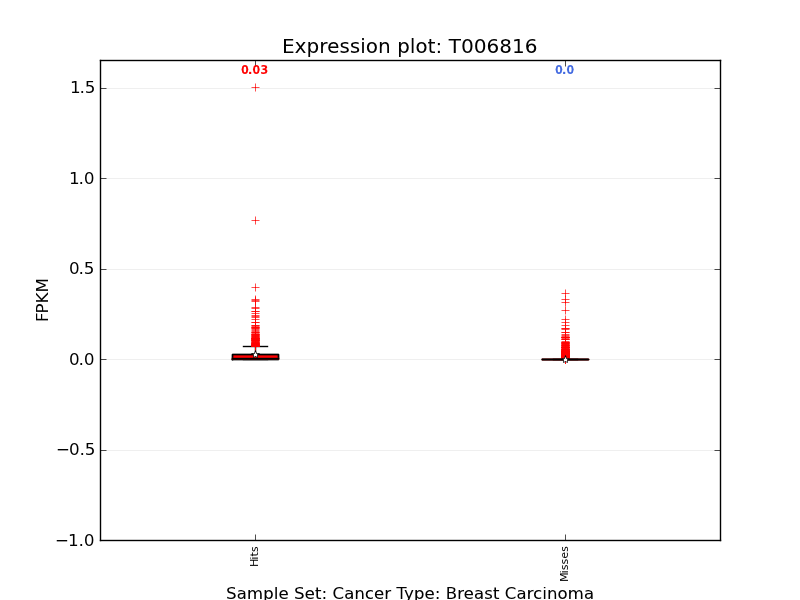 Expression plot: T006816
0.03
0.0
1.5
1.0
0.5
0.0
−0.5
−1.0
FPKM
Hits
Misses
Sample Set: Cancer Type: Breast Carcinoma